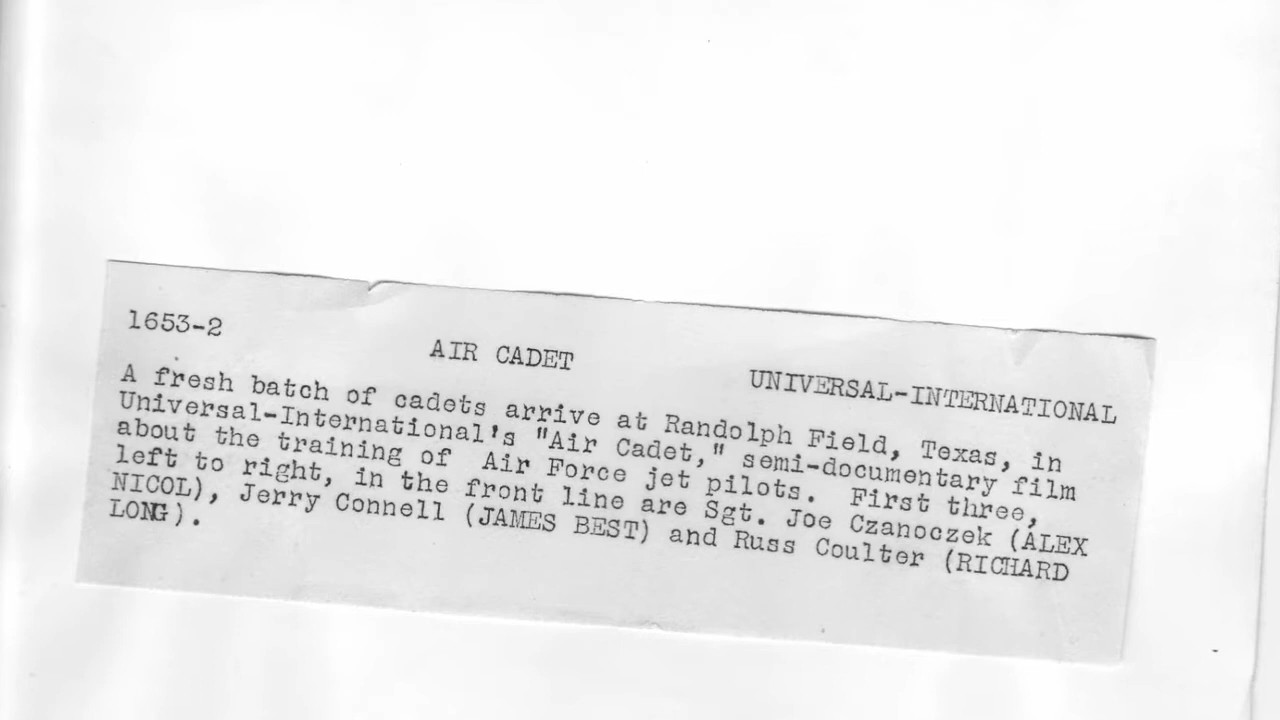 1653-2
AIR CADET
UNIVERSAL-INTERNATIONAL
A fresh batch of cadets arrive at Randolph Field, Texas, in
Universal-International's "Air Cadet," semi-documentary film
about the training of Air Force jet pilots. First three,
left to right, in the front line are Sgt. Joe Czanoczek (ALEX
NICOL), Jerry Connell (JAMES BEST) and Russ Coulter (RICHARD
LONG).